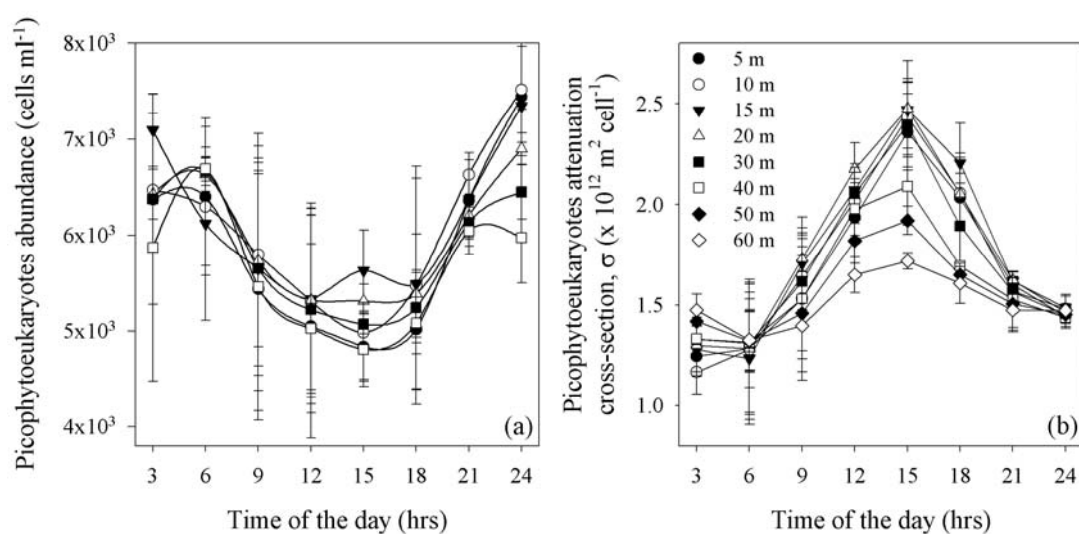 Picophytoeukaryotes abundance (cells ml⁻¹)
8x10³
7x10³
6x10³
5x10³
4x10³
3 6 9 12 15 18 21 24
(a)
Time of the day (hrs)
Picophytoeukaryotes attenuation
cross-section, σ (x 10¹² m² cell⁻¹)
2.5
2.0
1.5
1.0
5 m
10 m
15 m
20 m
30 m
40 m
50 m
60 m
3 6 9 12 15 18 21 24
(b)
Time of the day (hrs)